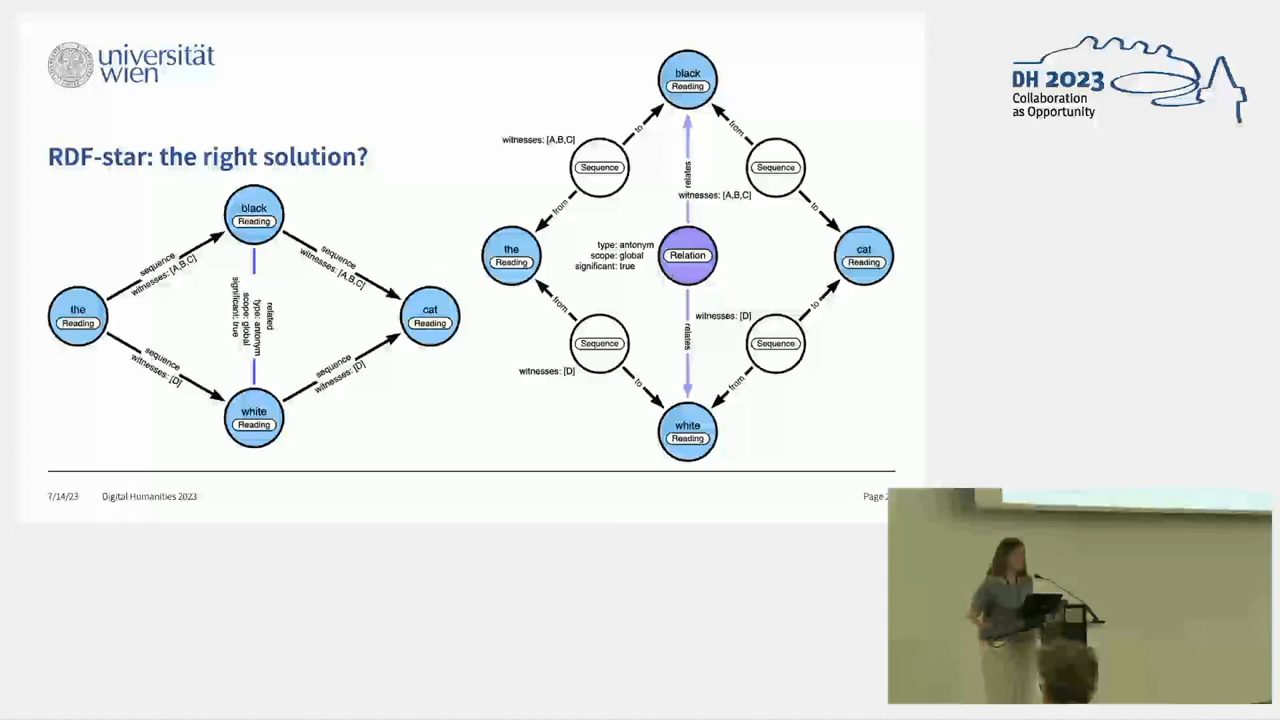 universität
wien
RDF-star: the right solution?
black
Reading
sequence
witnesses: [A,B,C]
sequence
witnesses: [A,B,C]
the
Reading
related
type: antonym
scope: global
significant: true
cat
Reading
sequence
witnesses: [D]
sequence
witnesses: [D]
white
Reading
black
Reading
witnesses: [A,B,C]
to
from
Sequence
Sequence
relates
witnesses: [A,B,C]
from
to
the
Reading
type: antonym
scope: global
significant: true
Relation
cat
Reading
from
to
witnesses: [D]
Sequence
Sequence
relates
witnesses: [D]
to
from
white
Reading
7/14/23
Digital Humanities 2023
Page
DH 2023
Collaboration
as Opportunity